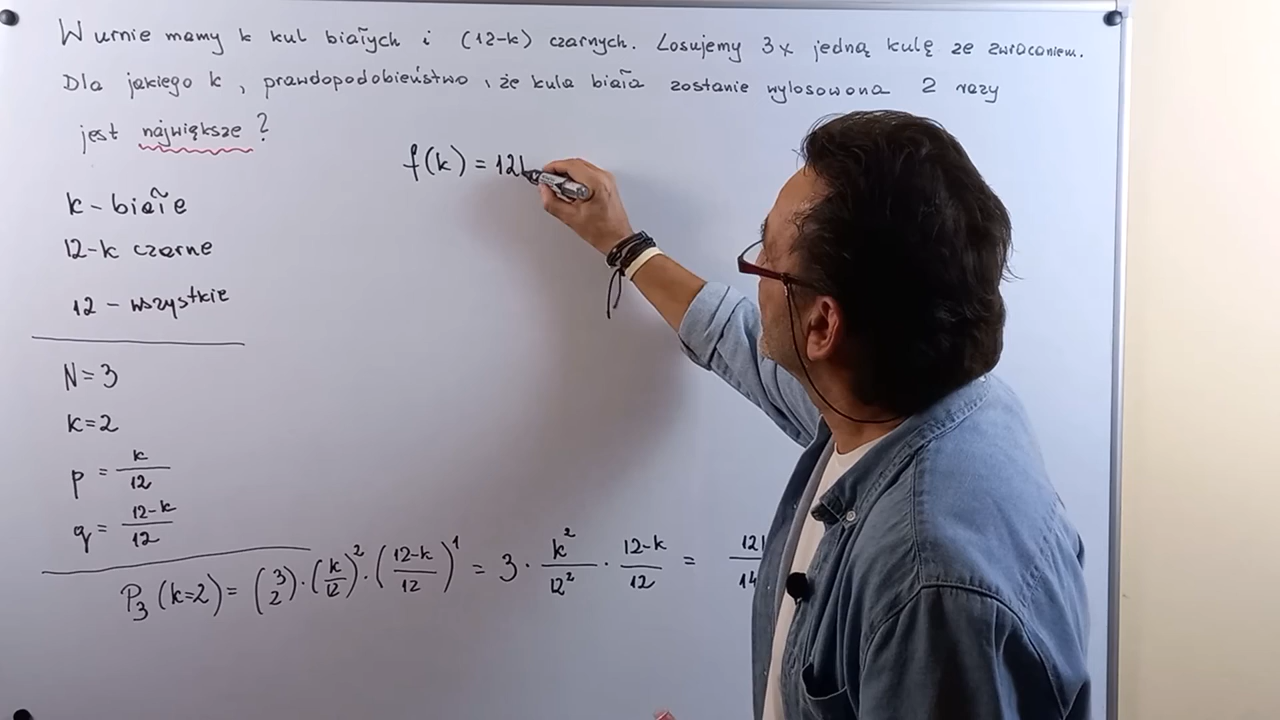 W urnie mamy k kul białych i (12-k) czarnych. Losujemy 3x jedną kulę ze zwracaniem.
Dla jakiego k, prawdopodobieństwo, że kula biała zostanie wylosowana 2 razy
jest największe?
f(k) = 12k
k - białe
12-k czarne
12 - wszystkie
N = 3
k = 2
p = k/12
q = (12-k)/12
P₃(k=2) = (3 2) · (k/12)² · ((12-k)/12)¹ = 3 · k²/12² · (12-k)/12 =